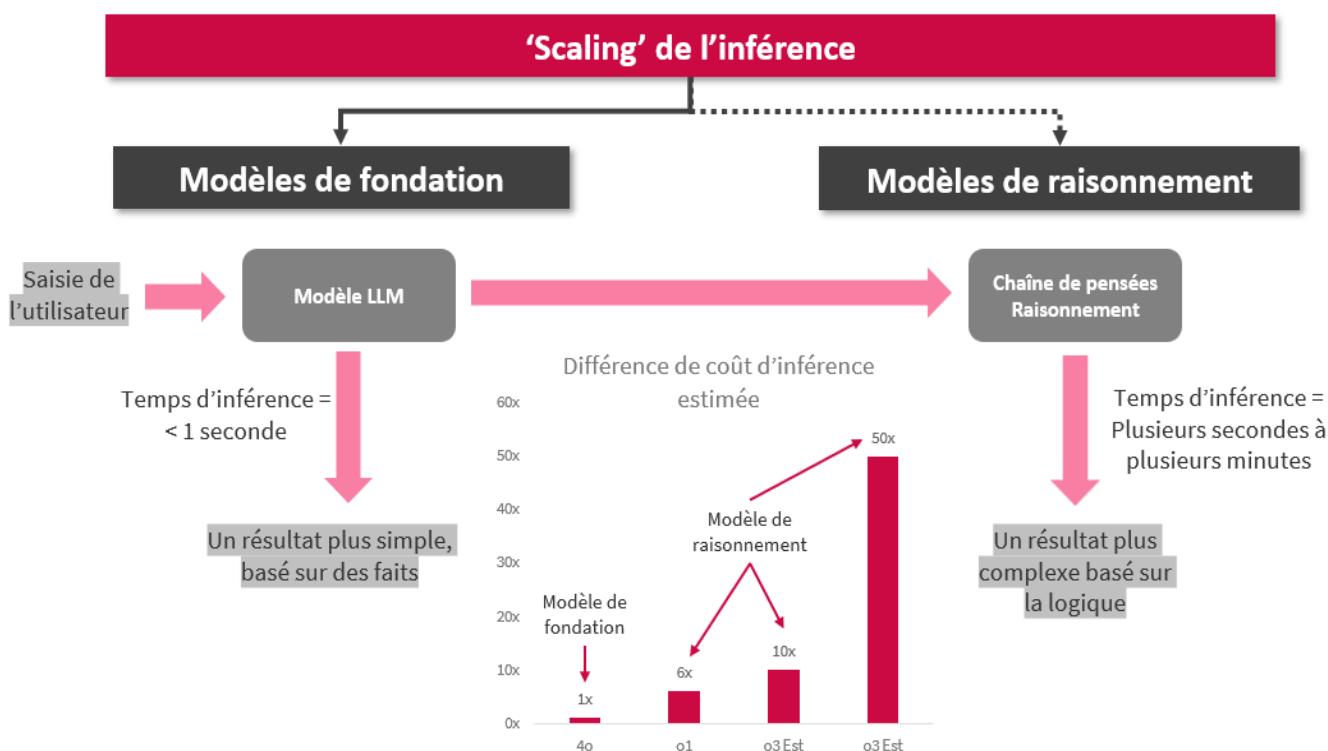 ‘Scaling’ de l’inférence
Modèles de fondation
Modèles de raisonnement
Saisie de
l’utilisateur
Modèle LLM
Chaîne de pensées
Raisonnement
Temps d’inférence =
< 1 seconde
Un résultat plus simple,
basé sur des faits
Différence de coût d’inférence
estimée
60x
50x
40x
30x
20x
10x
0x
Modèle de
fondation
Modèle de
raisonnement
1x
6x
10x
50x
4o
o1
o3 Est
o3 Est
Temps d’inférence =
Plusieurs secondes à
plusieurs minutes
Un résultat plus
complexe basé sur
la logique